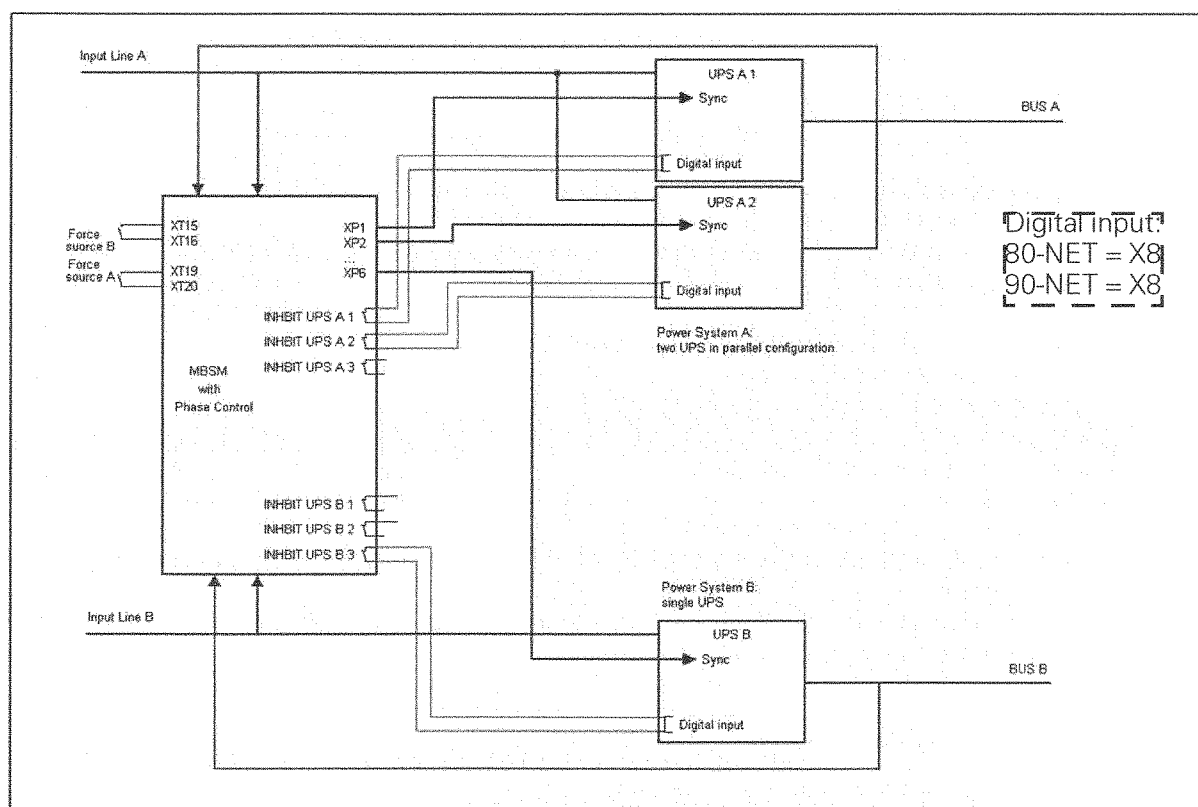 Input Line A
UPS A 1
Sync
BUS A
Digital input
UPS A 2
Sync
Digital input
Digital input:
80-NET = X8
90-NET = X8
XT15
XT16
Force
suorce B
Force
source A
XT19
XT20
XP1
XP2
...
XP6
INHBIT UPS A 1
INHBIT UPS A 2
INHBIT UPS A 3
Power System A:
two UPS in parallel configuration
MBSM
with
Phase Control
INHBIT UPS B 1
INHBIT UPS B 2
INHBIT UPS B 3
Power System B:
single UPS
Input Line B
UPS B
Sync
BUS B
Digital input